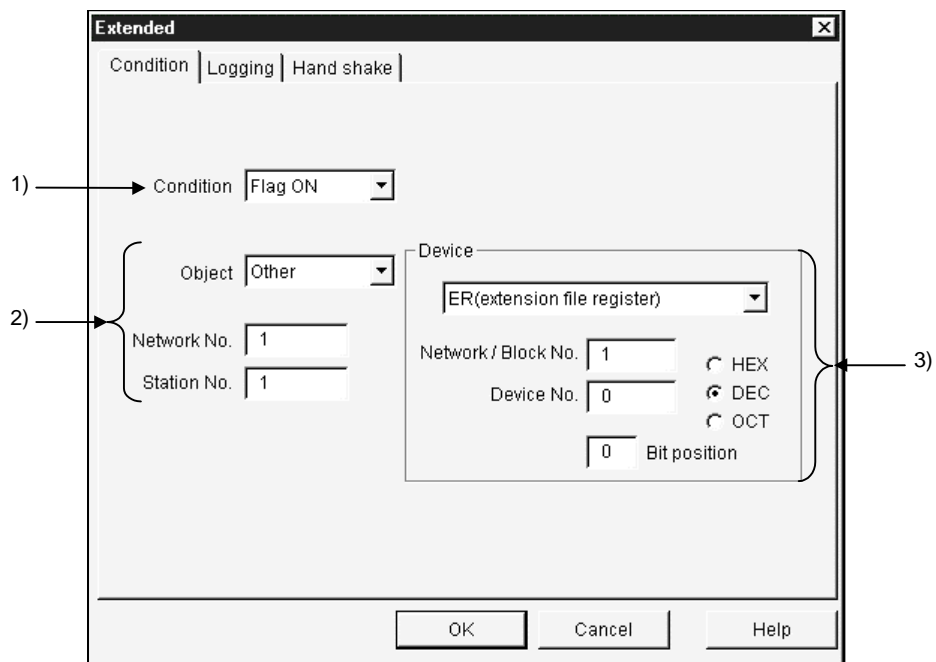 Extended
Condition Logging Hand shake
1) Condition Flag ON
2) Object Other
Network No. 1
Station No. 1
3) Device
ER(extension file register)
Network / Block No. 1
Device No. 0
HEX
DEC
OCT
0 Bit position
OK Cancel Help